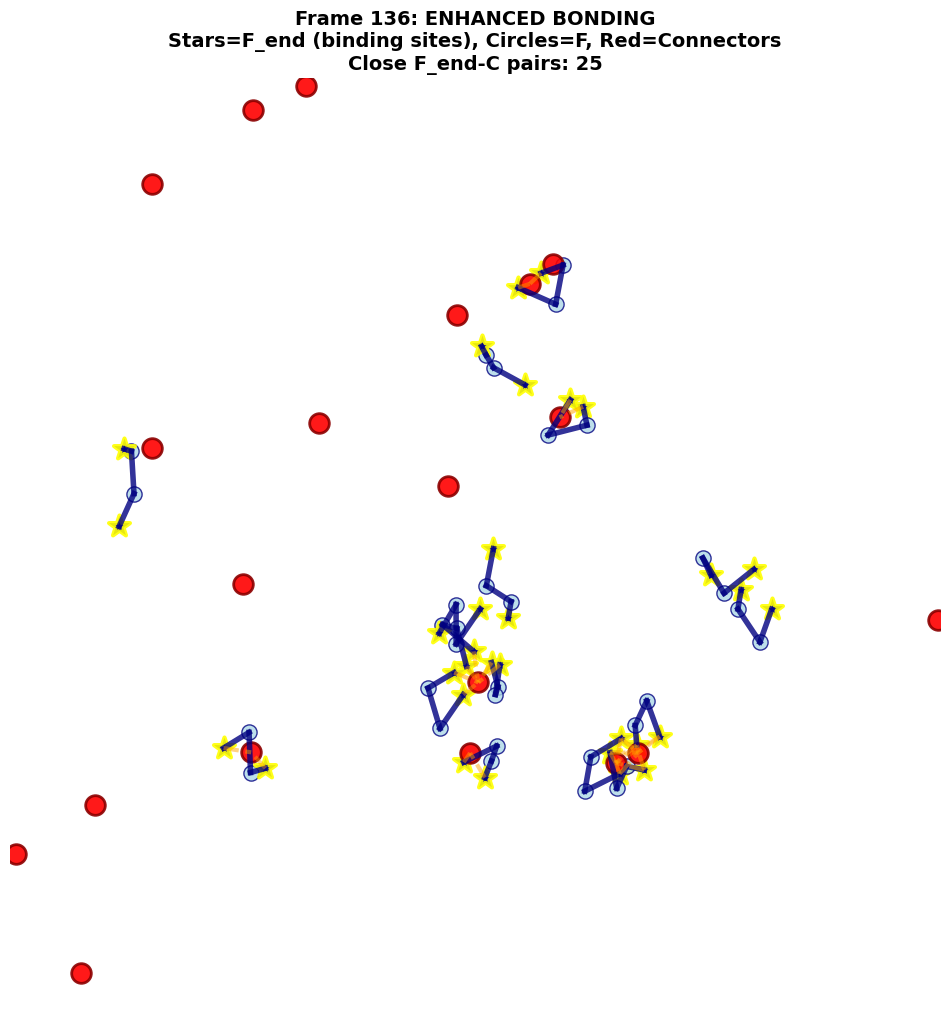 Frame 136: ENHANCED BONDING
Stars=F_end (binding sites), Circles=F, Red=Connectors
Close F_end-C pairs: 25